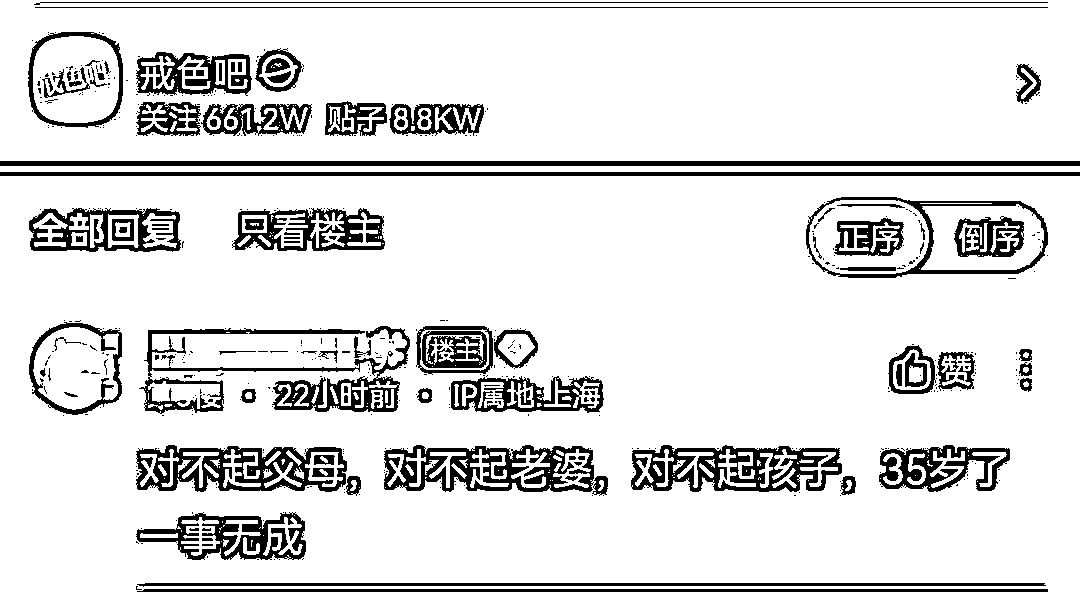 戒色吧
戒色吧
关注 661.2W 贴子 8.8KW
全部回复 只看楼主
正序 倒序
楼主
楼 · 22小时前 · IP属地:上海
赞
对不起父母，对不起老婆，对不起孩子，35岁了
一事无成